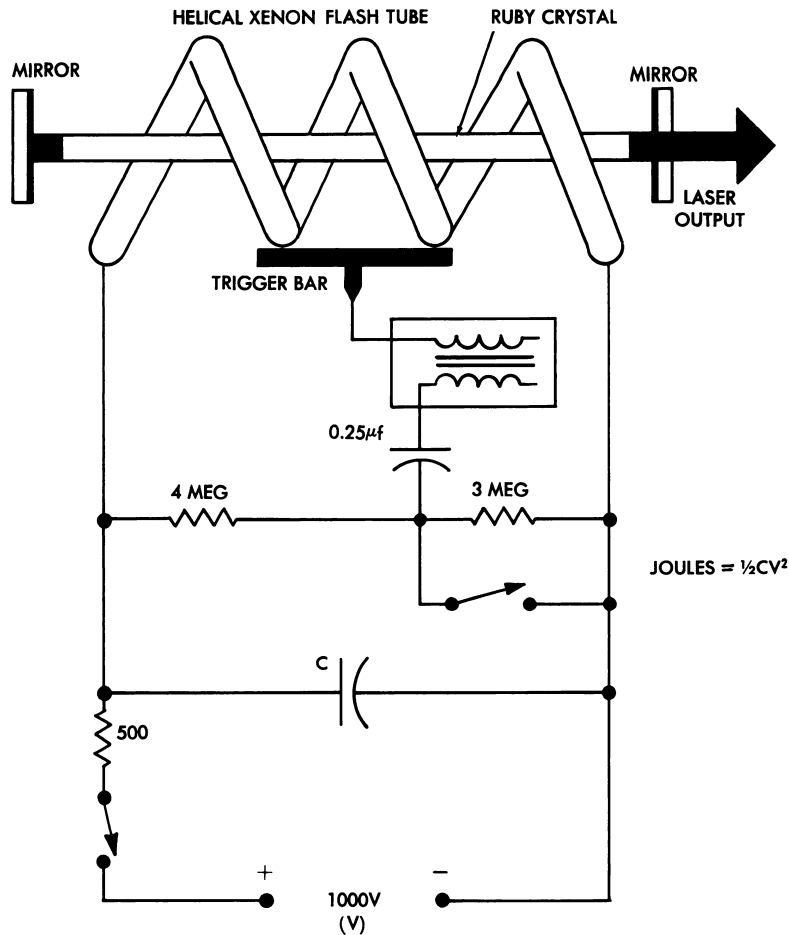 HELICAL XENON FLASH TUBE
RUBY CRYSTAL
MIRROR
MIRROR
LASER
OUTPUT
TRIGGER BAR
0.25μf
4 MEG
3 MEG
JOULES = ½CV²
C
500
+
−
1000V
(V)